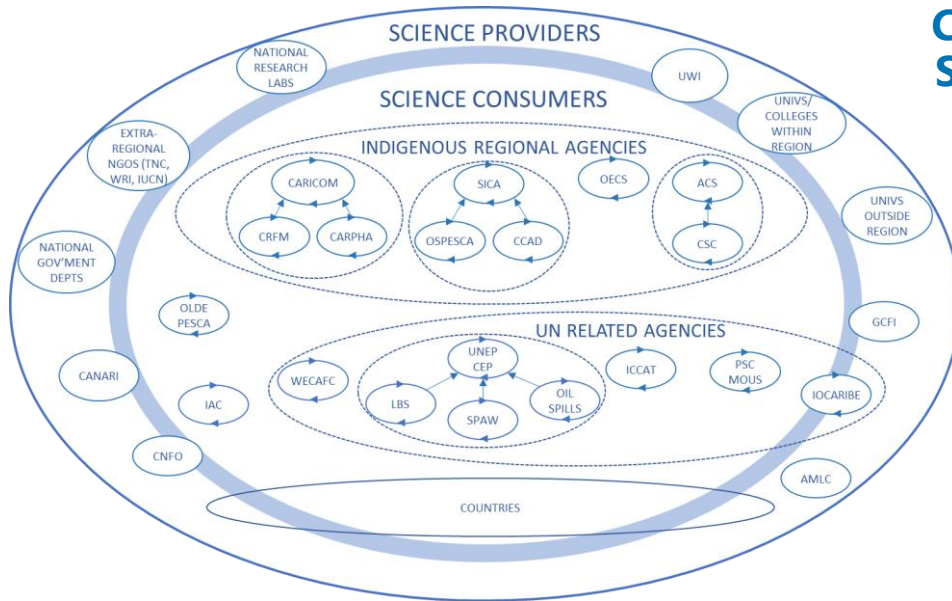 SCIENCE PROVIDERS
NATIONAL
RESEARCH
LABS
UWI
SCIENCE CONSUMERS
EXTRA-
REGIONAL
NGOS (TNC,
WRI, IUCN)
UNIVS/
COLLEGES
WITHIN
REGION
INDIGENOUS REGIONAL AGENCIES
CARICOM
CRFM
CARPHA
SICA
OSPESCA
CCAD
OECS
ACS
CSC
UNIVS
OUTSIDE
REGION
NATIONAL
GOV'MENT
DEPTS
OLDE
PESCA
GCFI
UN RELATED AGENCIES
CANARI
IAC
WECAFC
UNEP
CEP
LBS
SPAW
OIL
SPILLS
ICCAT
PSC
MOUS
IOCARIBE
CNFO
AMLC
COUNTRIES